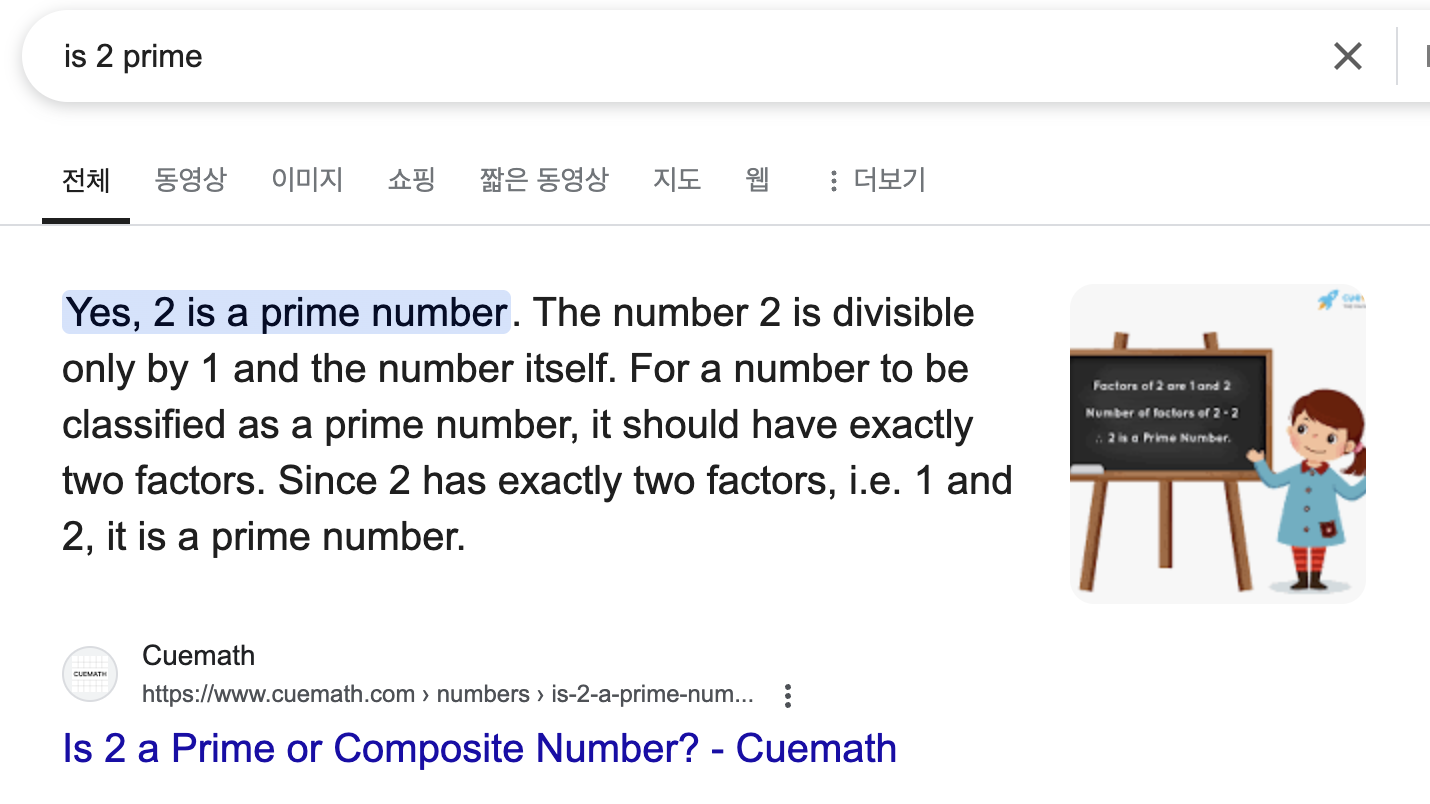 is 2 prime
전체 동영상 이미지 쇼핑 짧은 동영상 지도 웹 더보기
Yes, 2 is a prime number. The number 2 is divisible
only by 1 and the number itself. For a number to be
classified as a prime number, it should have exactly
two factors. Since 2 has exactly two factors, i.e. 1 and
2, it is a prime number.
Factors of 2 are 1 and 2
Number of factors of 2 - 2
∴ 2 is a Prime Number.
CUEMATH
Cuemath
https://www.cuemath.com › numbers › is-2-a-prime-num...
Is 2 a Prime or Composite Number? - Cuemath